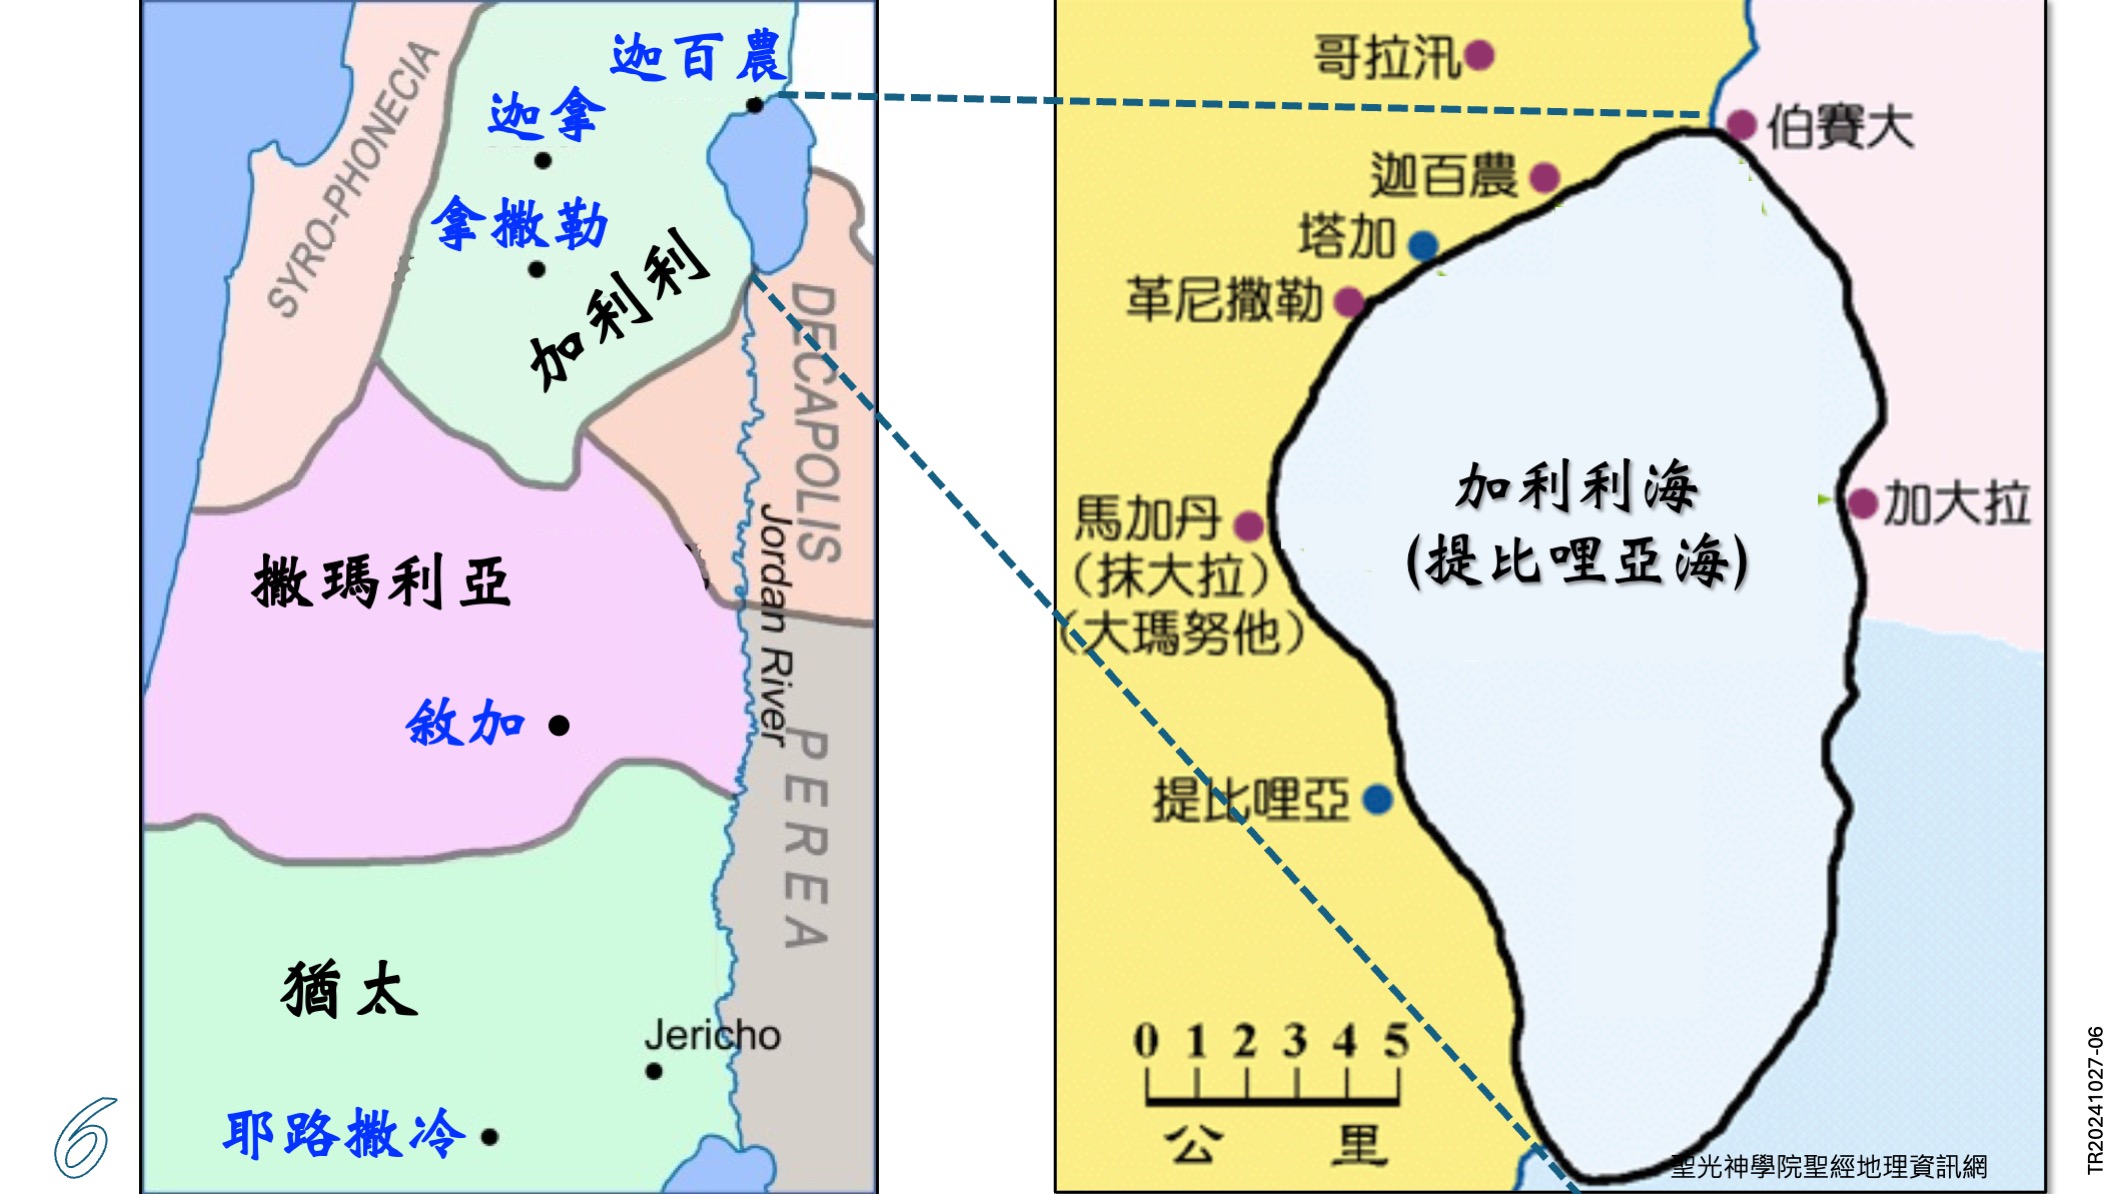 迦百農
迦拿
拿撒勒
加利利
SYRO-PHONECIA
DECAPOLIS
Jordan River
PEREA
撒瑪利亞
敘加
猶太
Jericho
耶路撒冷
哥拉汛
伯賽大
迦百農
塔加
革尼撒勒
馬加丹
（抹大拉）
（大瑪努他）
加利利海
(提比哩亞海)
加大拉
提比哩亞
0 1 2 3 4 5
公 里
聖光神學院聖經地理資訊網
6
TR20241027-06